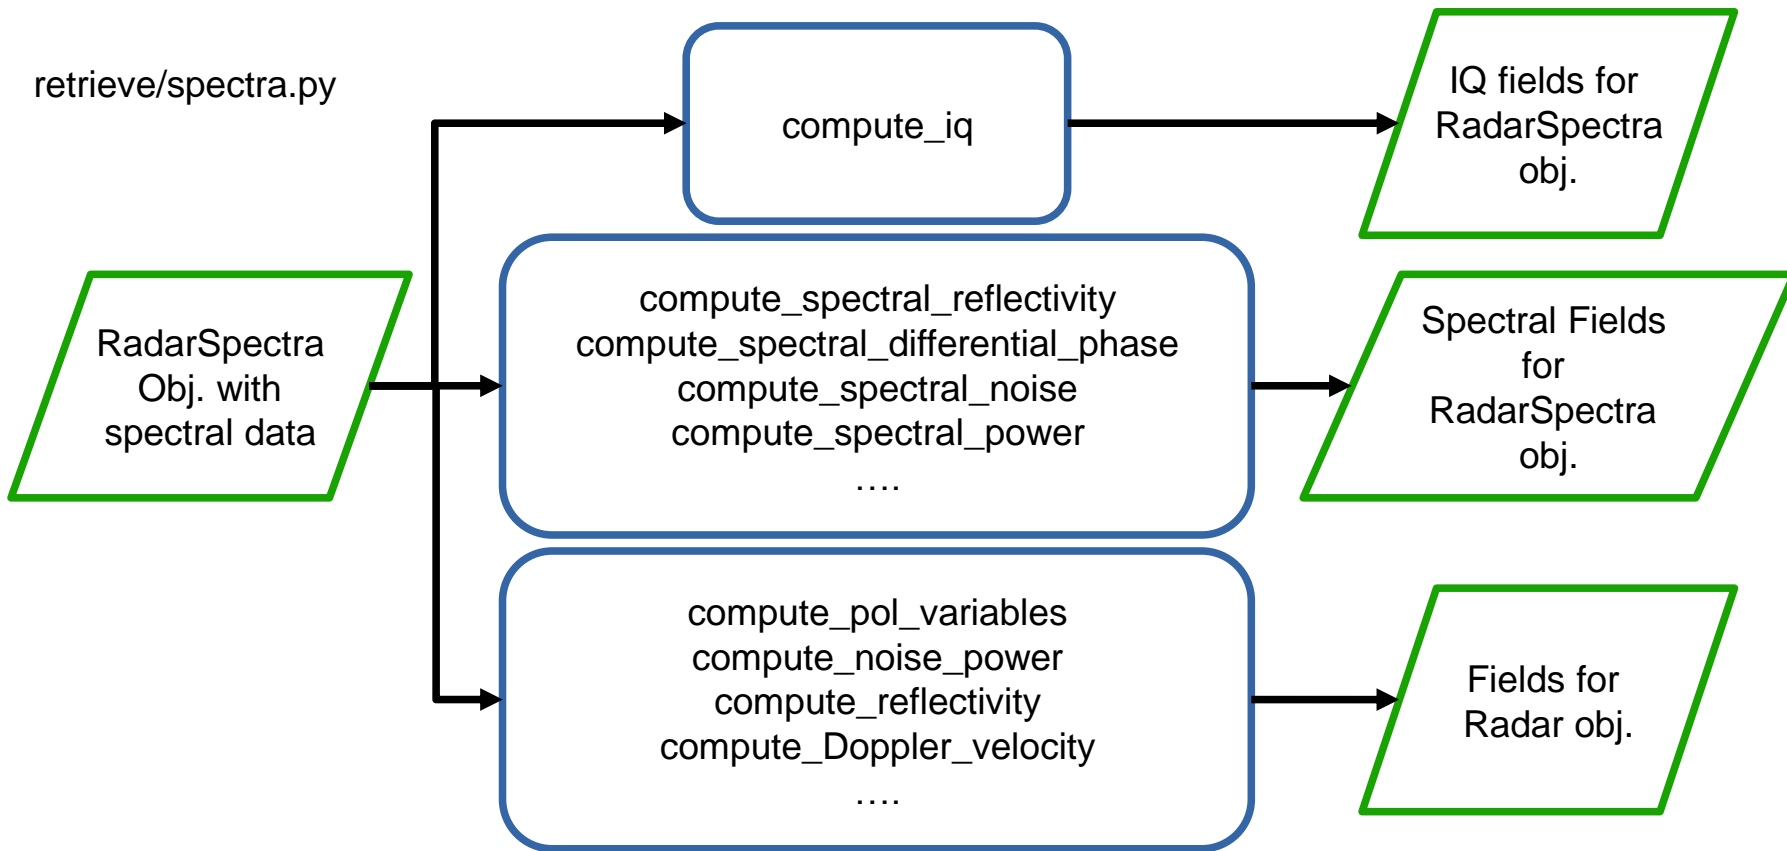 retrieve/spectra.py
compute_iq
IQ fields for
RadarSpectra
obj.
RadarSpectra
Obj. with
spectral data
compute_spectral_reflectivity
compute_spectral_differential_phase
compute_spectral_noise
compute_spectral_power
….
Spectral Fields
for
RadarSpectra
obj.
compute_pol_variables
compute_noise_power
compute_reflectivity
compute_Doppler_velocity
….
Fields for
Radar obj.